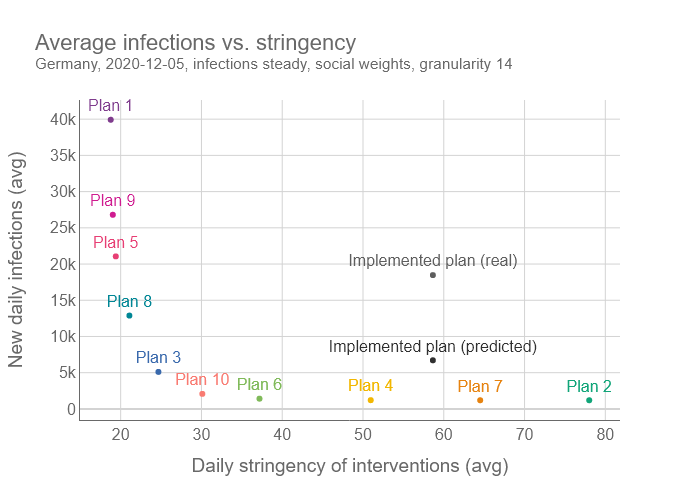 Average infections vs. stringency
Germany, 2020-12-05, infections steady, social weights, granularity 14
New daily infections (avg)
40k
35k
30k
25k
20k
15k
10k
5k
0
Plan 1
Plan 9
Plan 5
Plan 8
Plan 3
Plan 10
Plan 6
Implemented plan (real)
Implemented plan (predicted)
Plan 4
Plan 7
Plan 2
20
30
40
50
60
70
80
Daily stringency of interventions (avg)